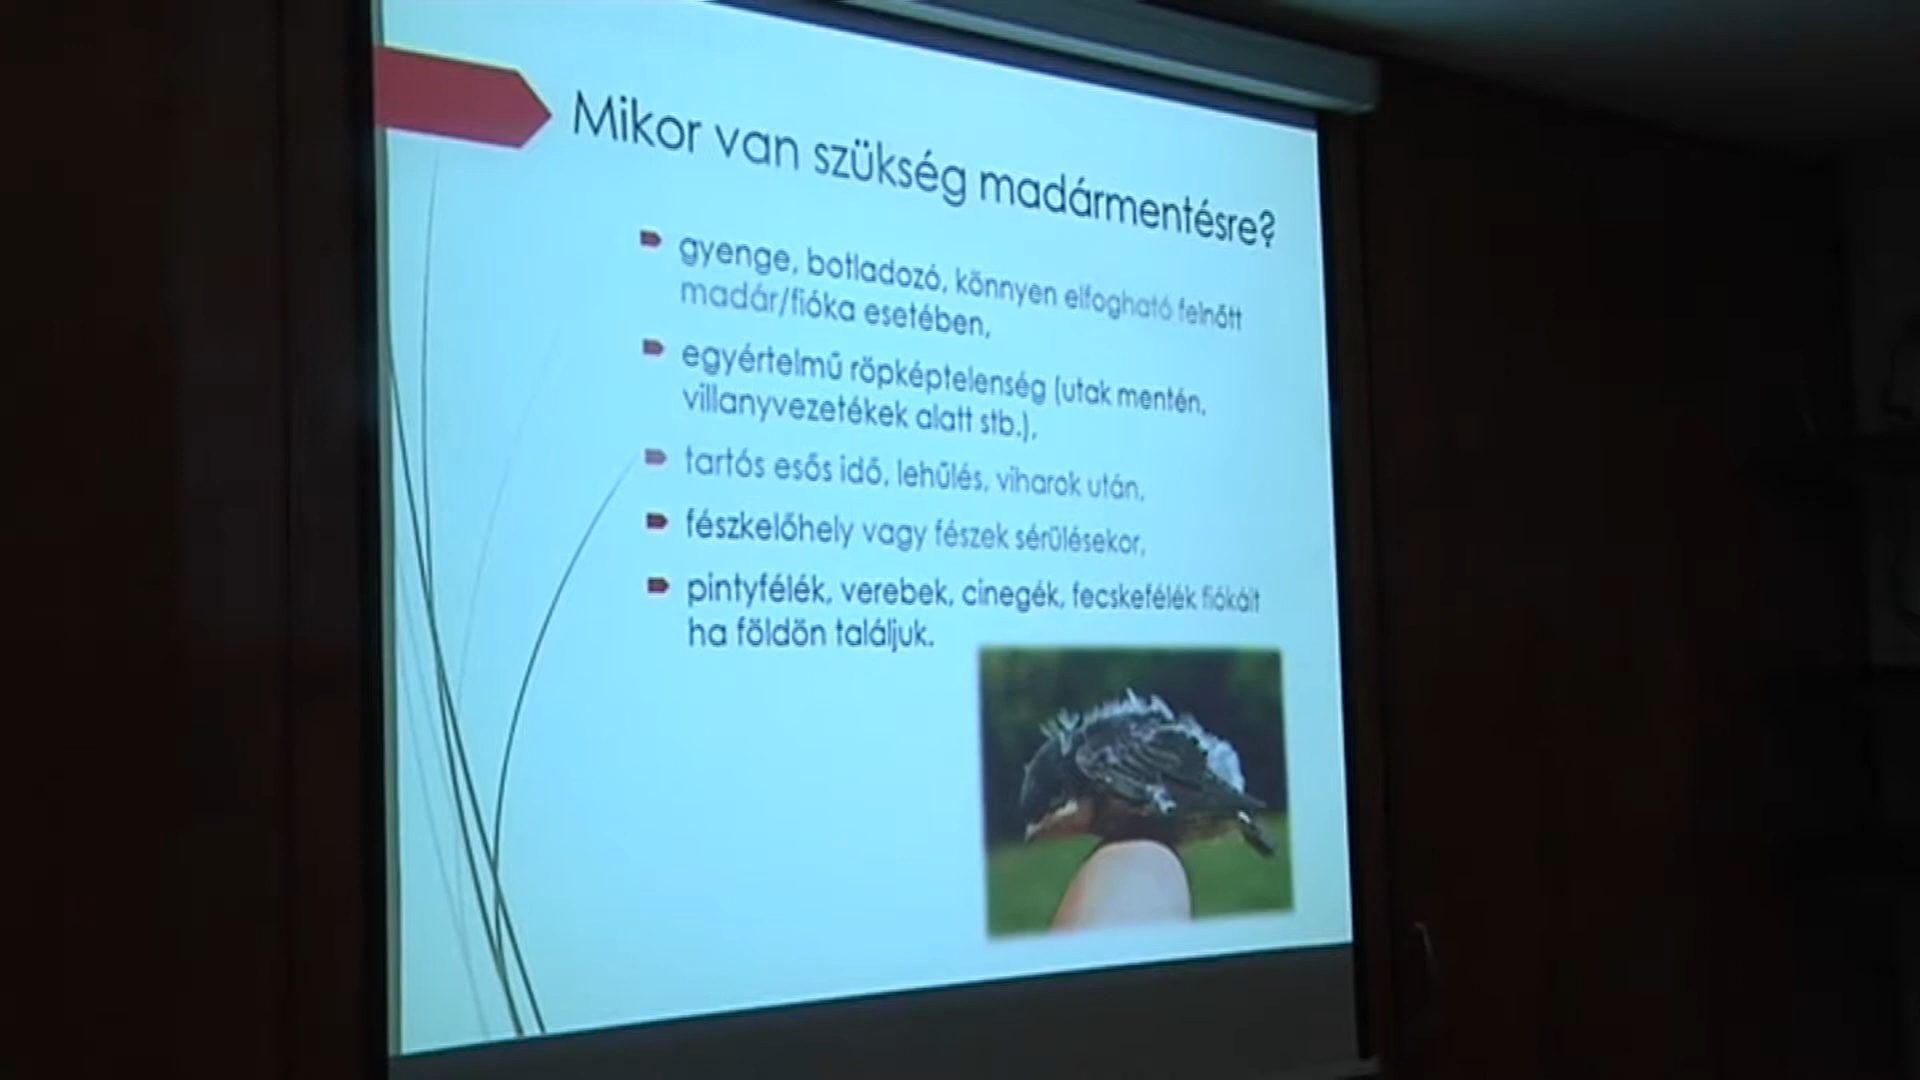 Mikor van szükség madármentésre?
gyenge, botladozó, könnyen elfogható felnőtt
madár/fióka esetében,
egyértelmű röpképtelenség (utak mentén,
villanyvezetékek alatt stb.),
tartós esős idő, lehűlés, viharok után,
fészkelőhely vagy fészek sérülésekor,
pintyfélék, verebek, cinegék, fecskefélék fiókáit
ha földön találjuk.